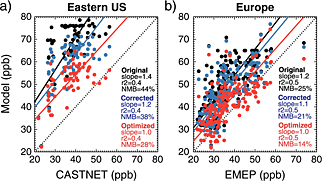 a) Eastern US
b) Europe
Model (ppb)
80
70
60
50
40
30
20
Original
slope=1.4
r2=0.4
NMB=44%
Corrected
slope=1.2
r2=0.4
NMB=38%
Optimized
slope=1.0
r2=0.4
NMB=28%
20 30 40 50 60 70 80
CASTNET (ppb)
80
70
60
50
40
30
20
Original
slope=1.2
r2=0.5
NMB=25%
Corrected
slope=1.1
r2=0.5
NMB=21%
Optimized
slope=1.0
r2=0.5
NMB=14%
20 30 40 50 60 70 80
EMEP (ppb)